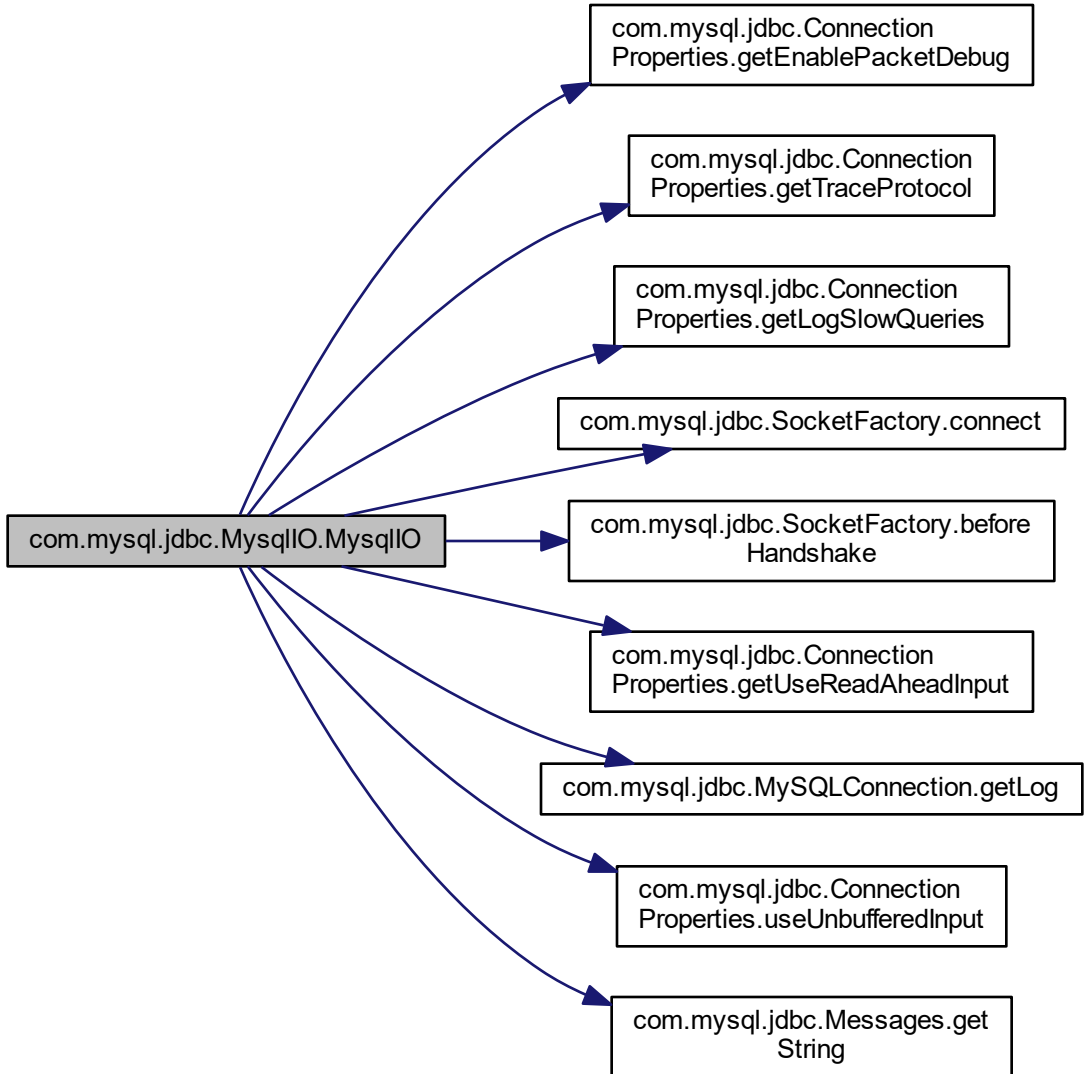 com.mysql.jdbc.Connection
Properties.getEnablePacketDebug
com.mysql.jdbc.Connection
Properties.getTraceProtocol
com.mysql.jdbc.Connection
Properties.getLogSlowQueries
com.mysql.jdbc.SocketFactory.connect
com.mysql.jdbc.MysqlIO.MysqlIO
com.mysql.jdbc.SocketFactory.before
Handshake
com.mysql.jdbc.Connection
Properties.getUseReadAheadInput
com.mysql.jdbc.MySQLConnection.getLog
com.mysql.jdbc.Connection
Properties.useUnbufferedInput
com.mysql.jdbc.Messages.get
String